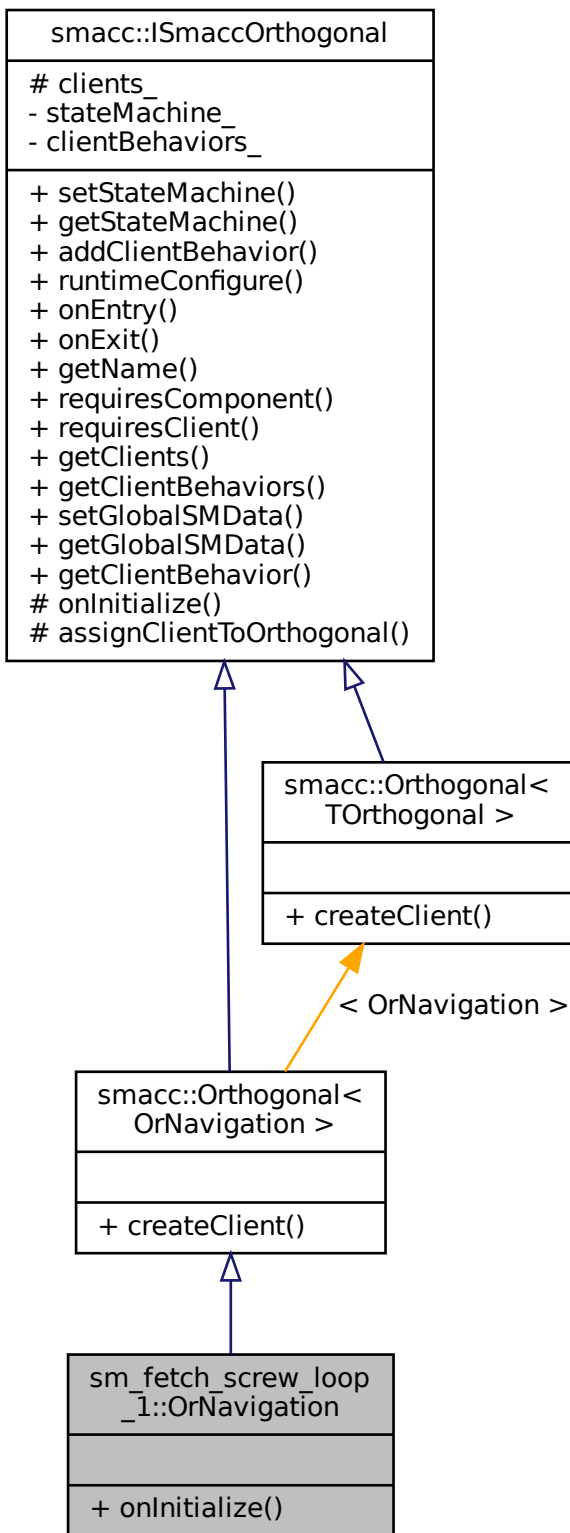 smacc::ISmaccOrthogonal
# clients_
- stateMachine_
- clientBehaviors_
+ setStateMachine()
+ getStateMachine()
+ addClientBehavior()
+ runtimeConfigure()
+ onEntry()
+ onExit()
+ getName()
+ requiresComponent()
+ requiresClient()
+ getClients()
+ getClientBehaviors()
+ setGlobalSMData()
+ getGlobalSMData()
+ getClientBehavior()
# onInitialize()
# assignClientToOrthogonal()
smacc::Orthogonal<
TOrthogonal >
+ createClient()
< OrNavigation >
smacc::Orthogonal<
OrNavigation >
+ createClient()
sm_fetch_screw_loop
_1::OrNavigation
+ onInitialize()